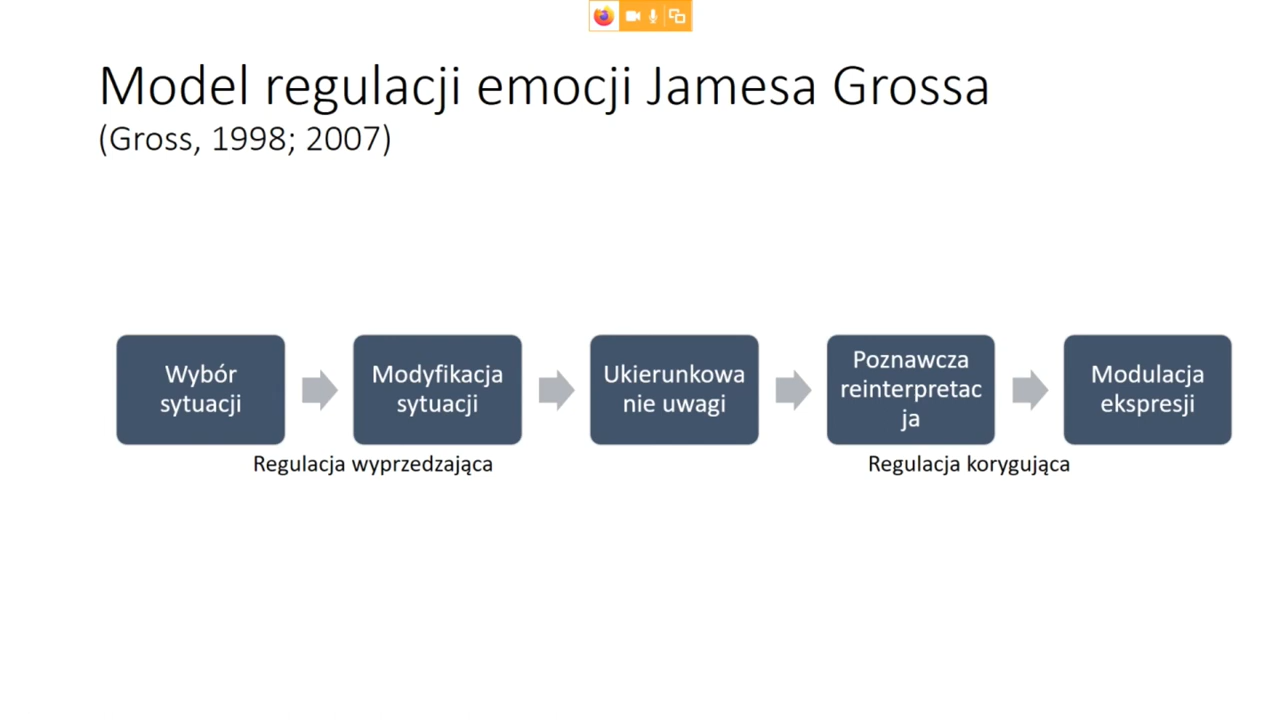 Model regulacji emocji Jamesa Grossa
(Gross, 1998; 2007)
Wybór
sytuacji
Modyfikacja
sytuacji
Ukierunkowa
nie uwagi
Poznawcza
reinterpretac
ja
Modulacja
ekspresji
Regulacja wyprzedzająca
Regulacja korygująca